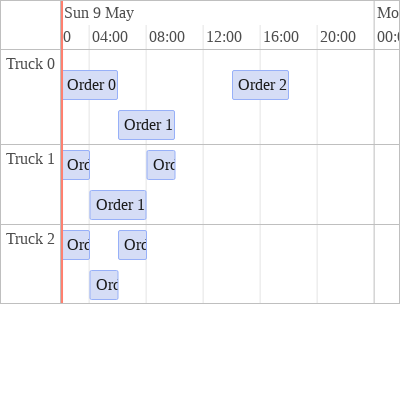 Sun 9 May Mo
0 04:00 08:00 12:00 16:00 20:00 00:
Truck 0
Order 0 Order 2
Order 1
Truck 1
Ord Ord
Order 1
Truck 2
Ord Ord
Ord